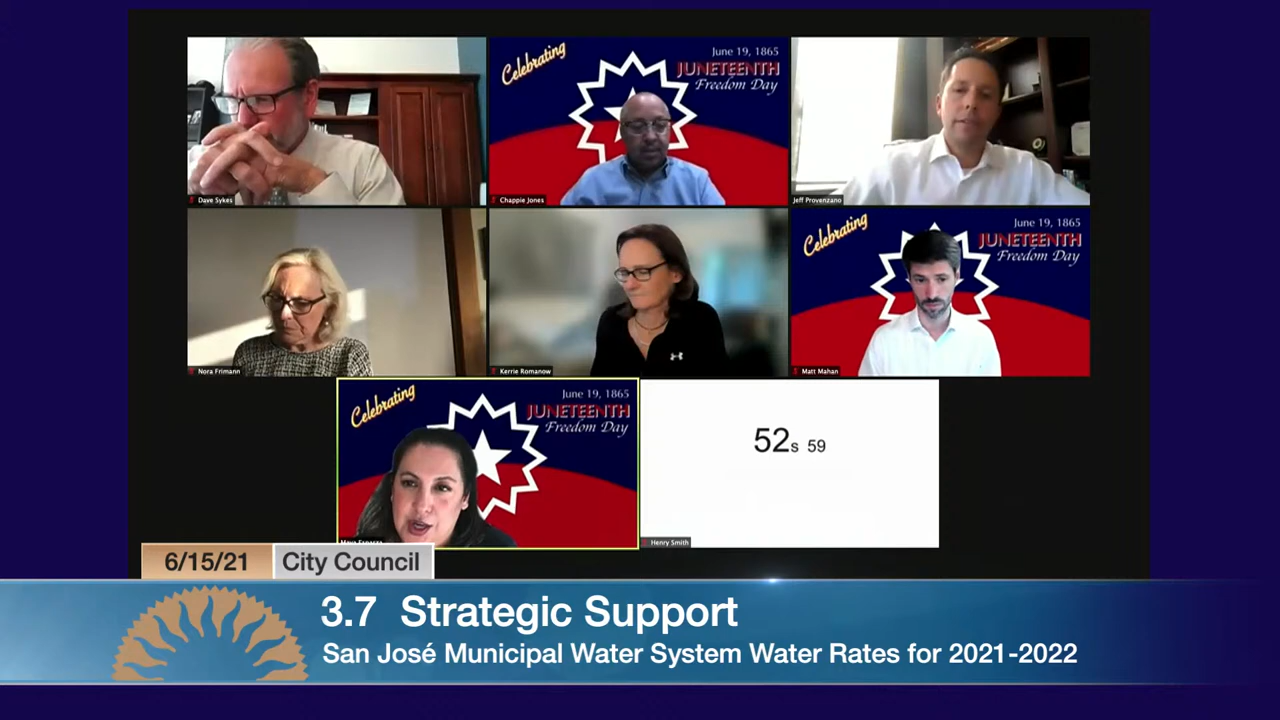 Celebrating
June 19, 1865
JUNETEENTH
Freedom Day
Dave Sykes
Chappie Jones
Jeff Provenzano
Celebrating
June 19, 1865
JUNETEENTH
Freedom Day
Nora Frimann
Kerrie Romanow
Matt Mahan
Celebrating
June 19, 1865
JUNETEENTH
Freedom Day
52s 59
Maya Esparza
Henry Smith
6/15/21 City Council
3.7 Strategic Support
San José Municipal Water System Water Rates for 2021-2022